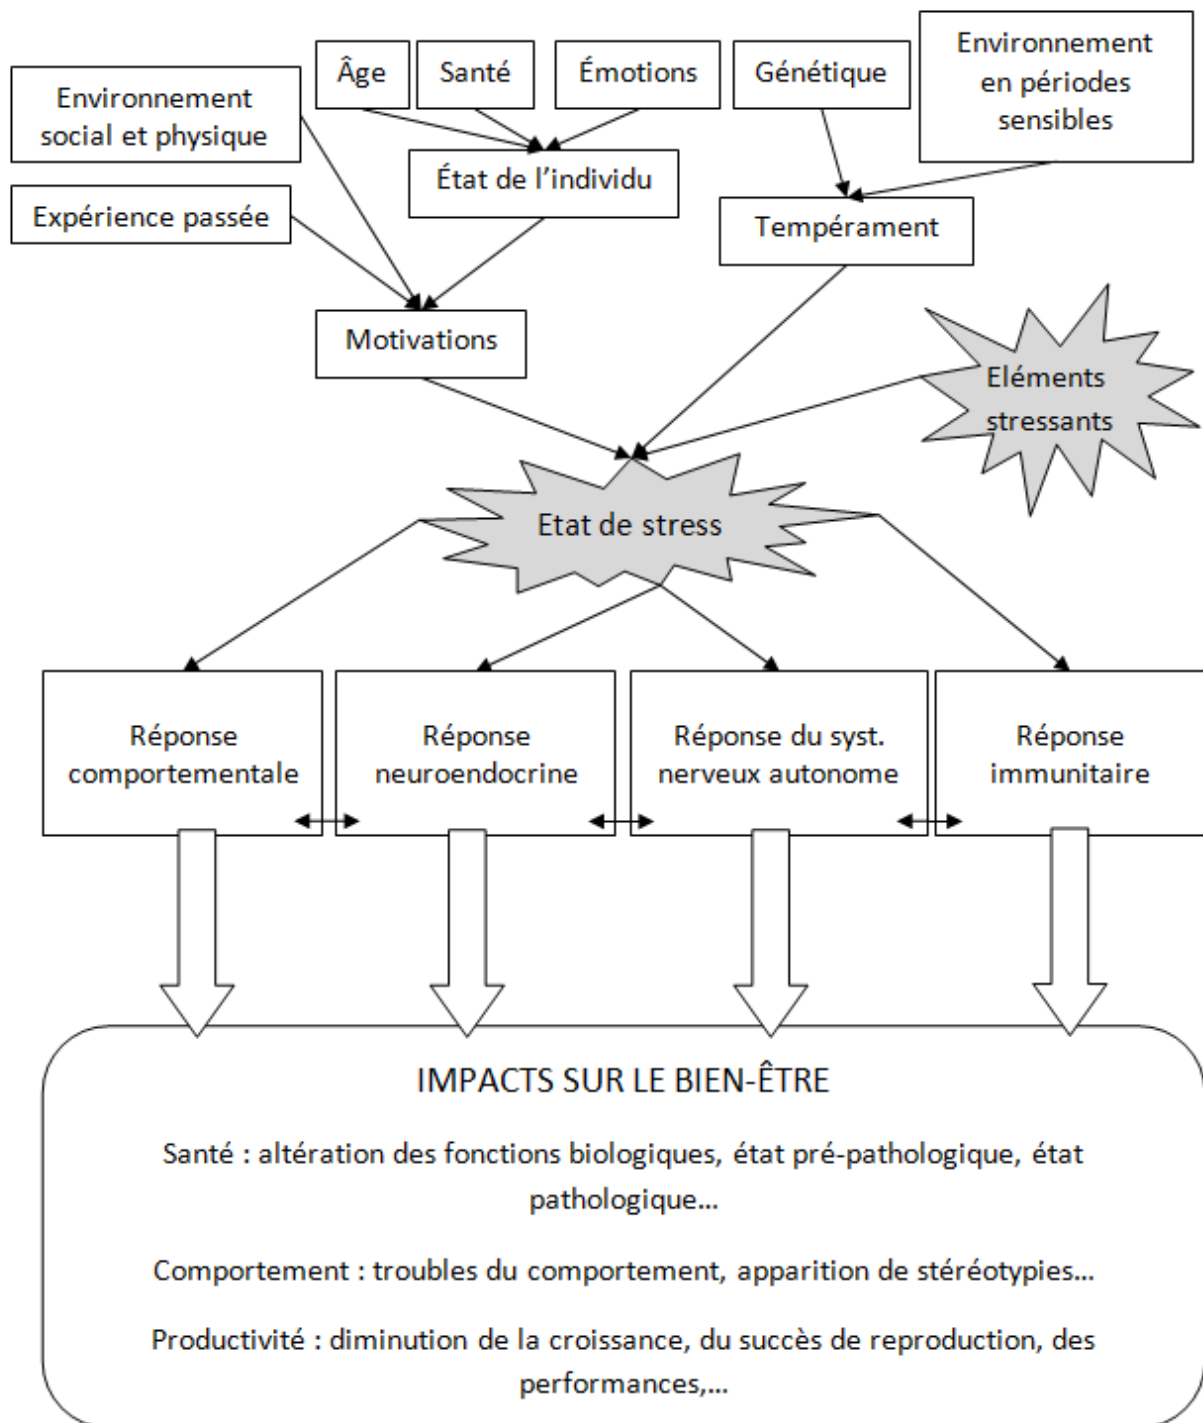 Environnement
social et physique
Âge
Santé
Émotions
Génétique
Environnement
en périodes
sensibles
Expérience passée
État de l’individu
Tempérament
Motivations
Eléments
stressants
Etat de stress
Réponse
comportementale
Réponse
neuroendocrine
Réponse du syst.
nerveux autonome
Réponse
immunitaire
IMPACTS SUR LE BIEN-ÊTRE
Santé : altération des fonctions biologiques, état pré-pathologique, état
pathologique…
Comportement : troubles du comportement, apparition de stéréotypies…
Productivité : diminution de la croissance, du succès de reproduction, des
performances,…